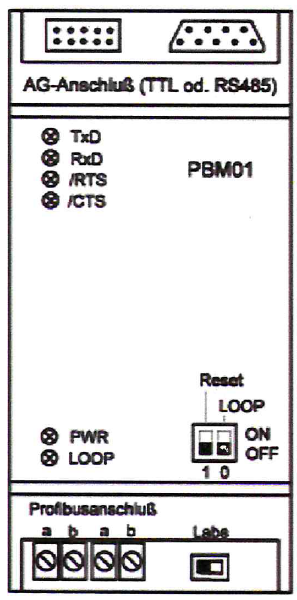 AG-Anschluß (TTL od. RS485)
TxD
RxD
/RTS
/CTS
PBM01
Reset
LOOP
PWR
LOOP
ON
OFF
1 0
Profibusanschluß
a b a b
Labs